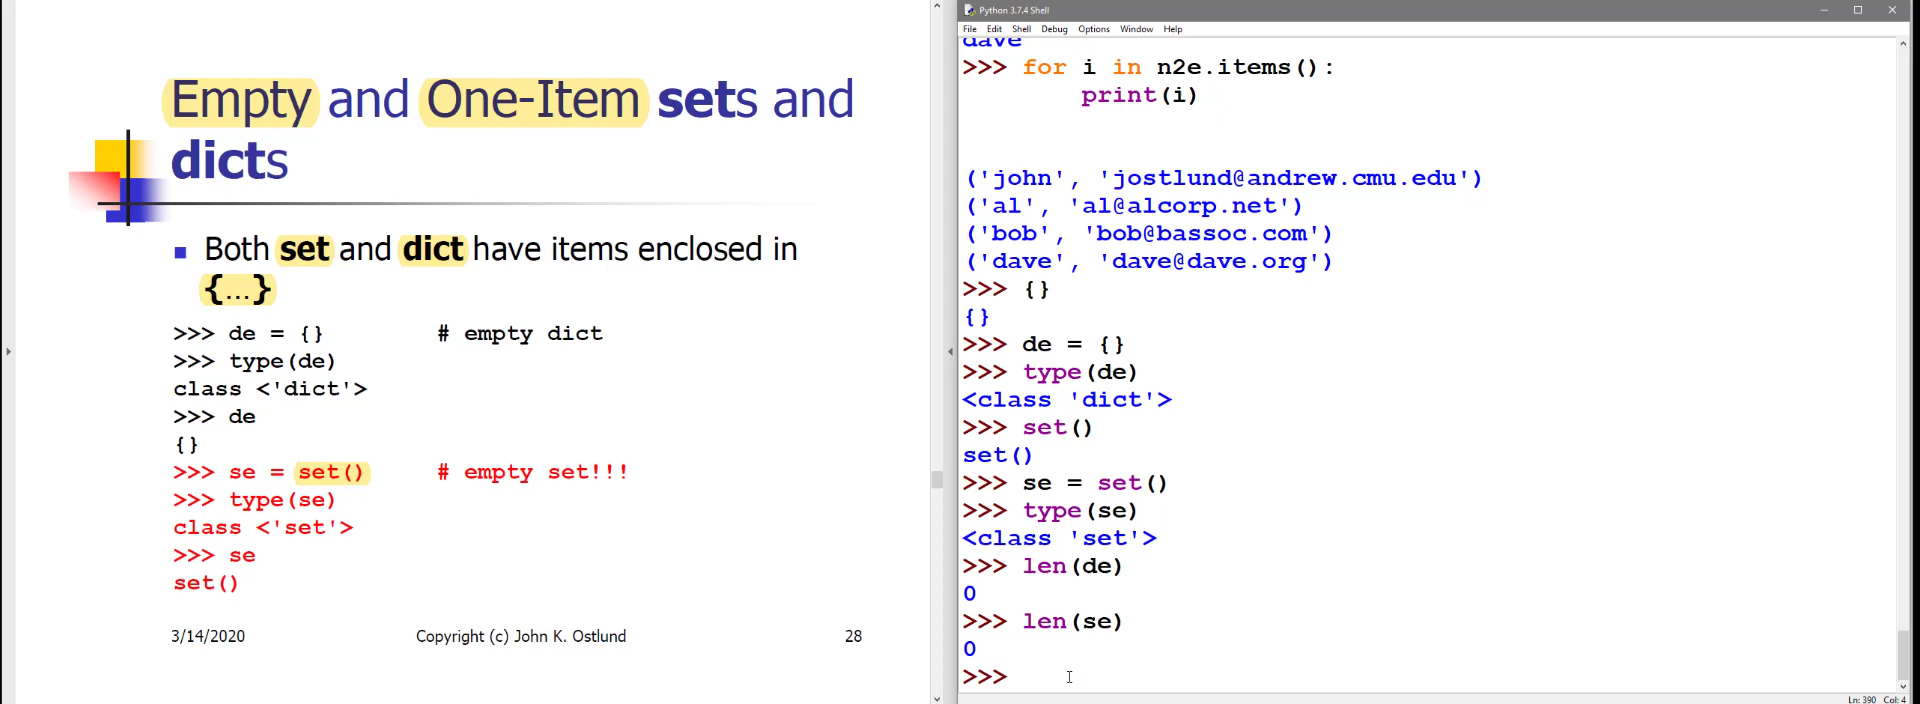 Empty and One-Item sets and
dicts
Both set and dict have items enclosed in
{...}
>>> de = {} # empty dict
>>> type(de)
class <'dict'>
>>> de
{}
>>> se = set() # empty set!!!
>>> type(se)
class <'set'>
>>> se
set()
3/14/2020 Copyright (c) John K. Ostlund 28
Python 3.7.4 Shell
File Edit Shell Debug Options Window Help
dave
>>> for i in n2e.items():
print(i)
('john', 'jostlund@andrew.cmu.edu')
('al', 'al@alcorp.net')
('bob', 'bob@bassoc.com')
('dave', 'dave@dave.org')
>>> {}
{}
>>> de = {}
>>> type(de)
<class 'dict'>
>>> set()
set()
>>> se = set()
>>> type(se)
<class 'set'>
>>> len(de)
0
>>> len(se)
0
>>>
Ln: 390 Col: 4